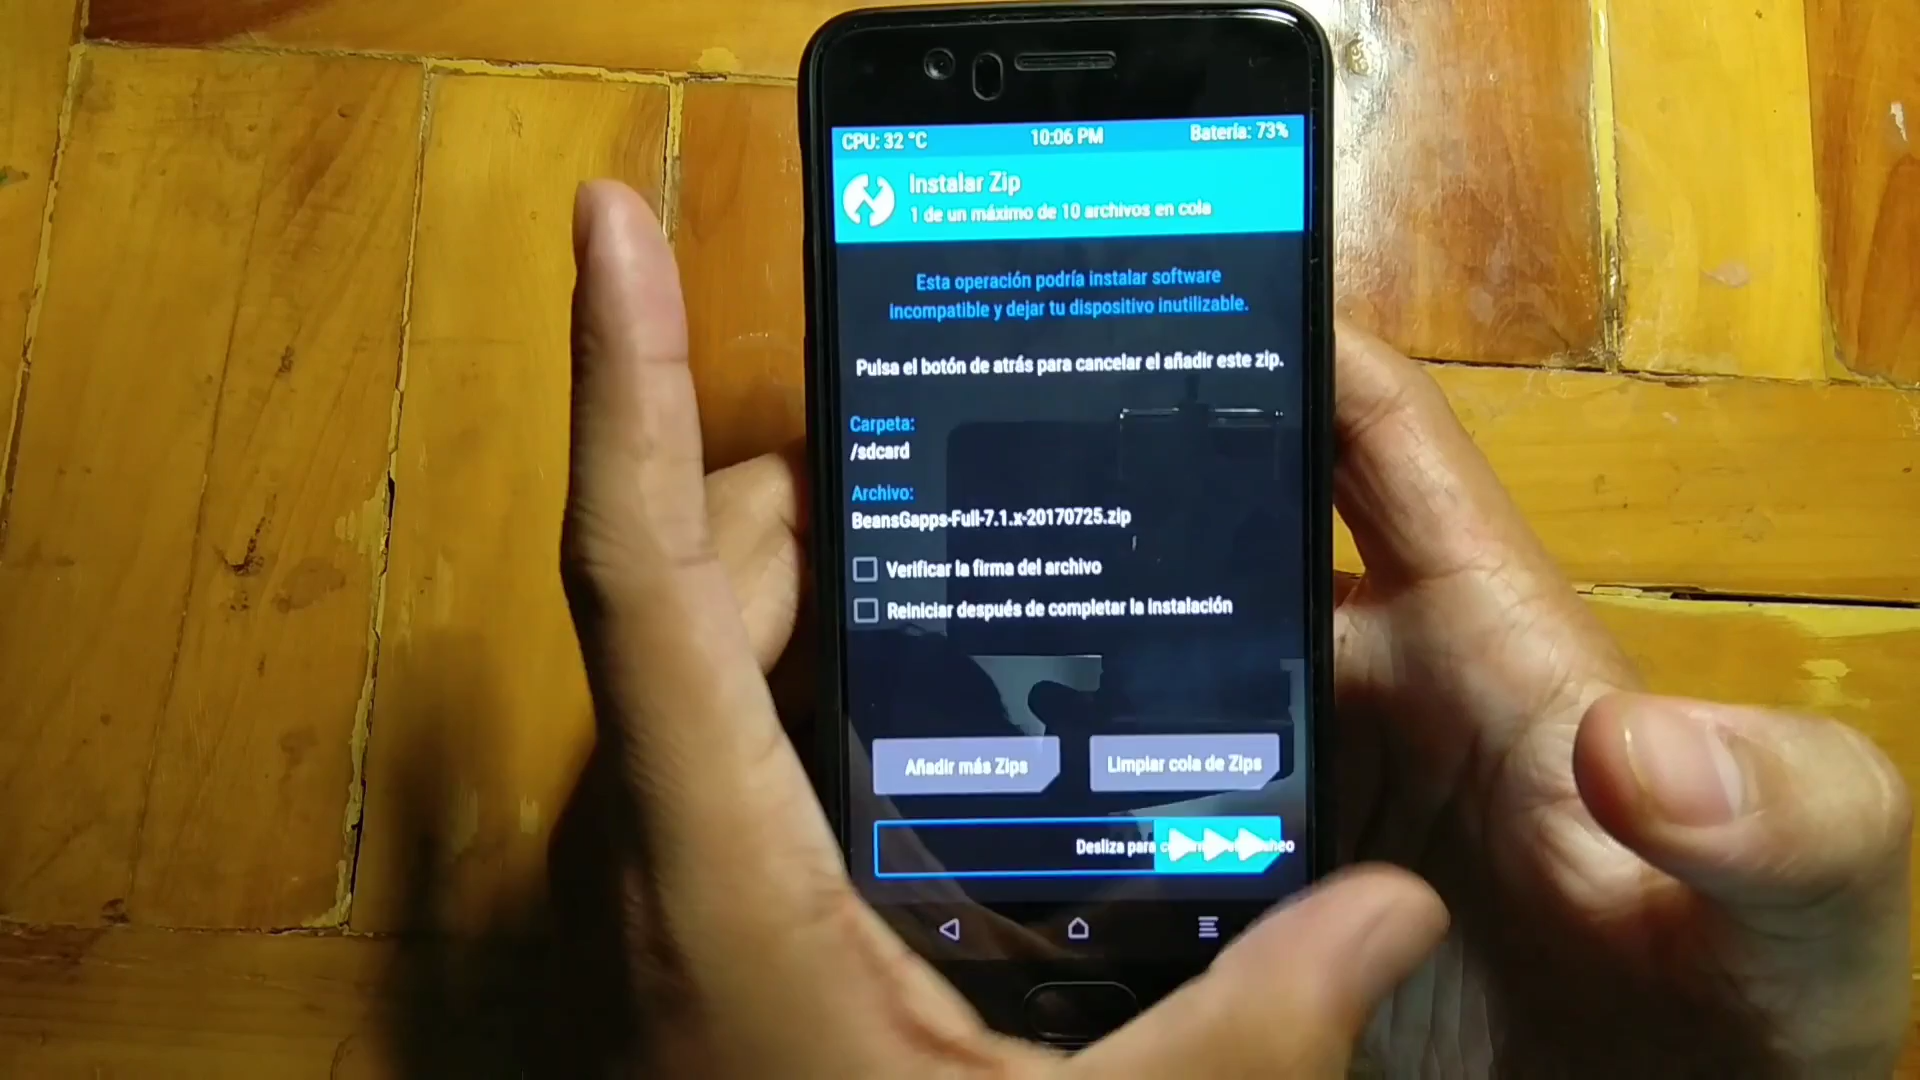 CPU: 32 °C 10:06 PM Batería: 73%
Instalar Zip
1 de un máximo de 10 archivos en cola
Esta operación podría instalar software
incompatible y dejar tu dispositivo inutilizable.
Pulsa el botón de atrás para cancelar el añadir este zip.
Carpeta:
/sdcard
Archivo:
BeansGapps-Full-7.1.x-20170725.zip
Verificar la firma del archivo
Reiniciar después de completar la instalación
Añadir más Zips Limpiar cola de Zips
Desliza para